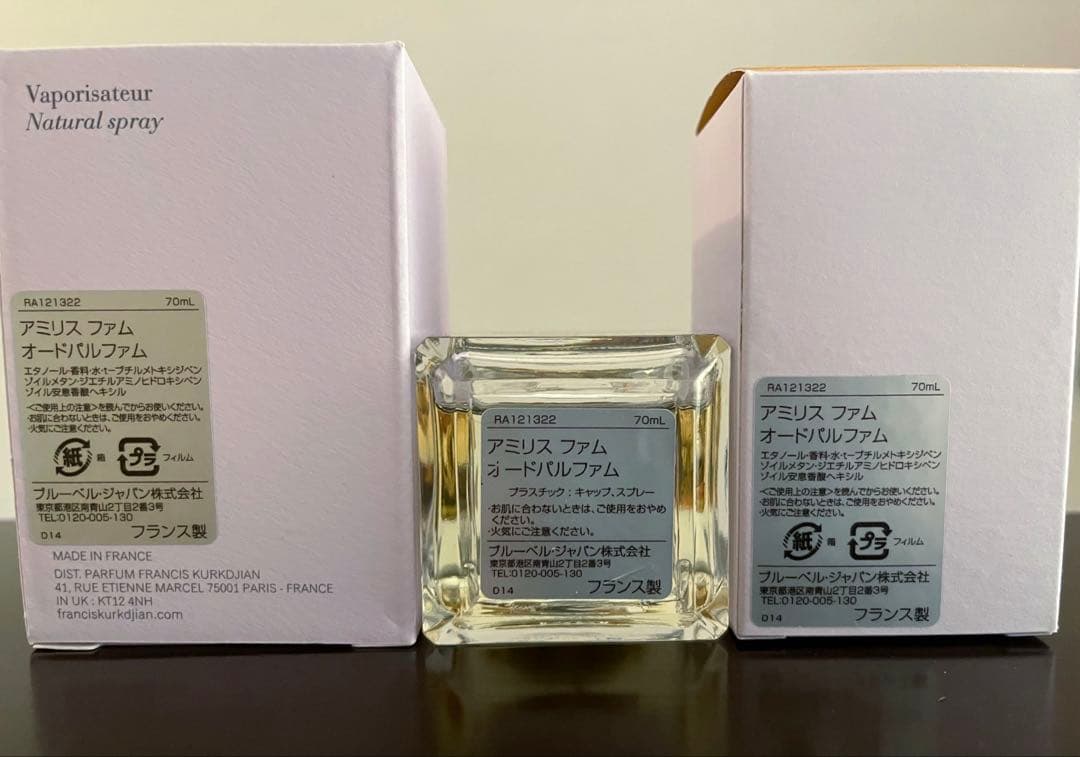 Vaporisateur
Natural spray
RA121322 70mL
アミリス ファム
オードパルファム
エタノール・香料・水・t-ブチルメトキシジベン
ゾイルメタン・ジエチルアミノヒドロキシベン
ゾイル安息香酸ヘキシル
<ご使用上の注意>を読んでからお使いください。
・お肌に合わないときは、ご使用をおやめください。
・火気にご注意ください。
紙 箱 プラ フィルム
ブルーベル・ジャパン株式会社
東京都港区南青山2丁目2番3号
TEL:0120-005-130
D14 フランス製
MADE IN FRANCE
DIST. PARFUM FRANCIS KURKDJIAN
41, RUE ETIENNE MARCEL 75001 PARIS - FRANCE
IN UK : KT12 4NH
franciskurkdjian.com
RA121322 70mL
アミリス ファム
オードパルファム
プラスチック:キャップ、スプレー
・お肌に合わないときは、ご使用をおやめ
ください。
・火気にご注意ください。
ブルーベル・ジャパン株式会社
東京都港区南青山2丁目2番3号
TEL:0120-005-130
D14 フランス製
RA121322 70mL
アミリス ファム
オードパルファム
エタノール・香料・水・t-ブチルメトキシジベン
ゾイルメタン・ジエチルアミノヒドロキシベン
ゾイル安息香酸ヘキシル
<ご使用上の注意>を読んでからお使いください。
・お肌に合わないときは、ご使用をおやめください。
・火気にご注意ください。
紙 箱 プラ フィルム
ブルーベル・ジャパン株式会社
東京都港区南青山2丁目2番3号
TEL:0120-005-130
D14 フランス製